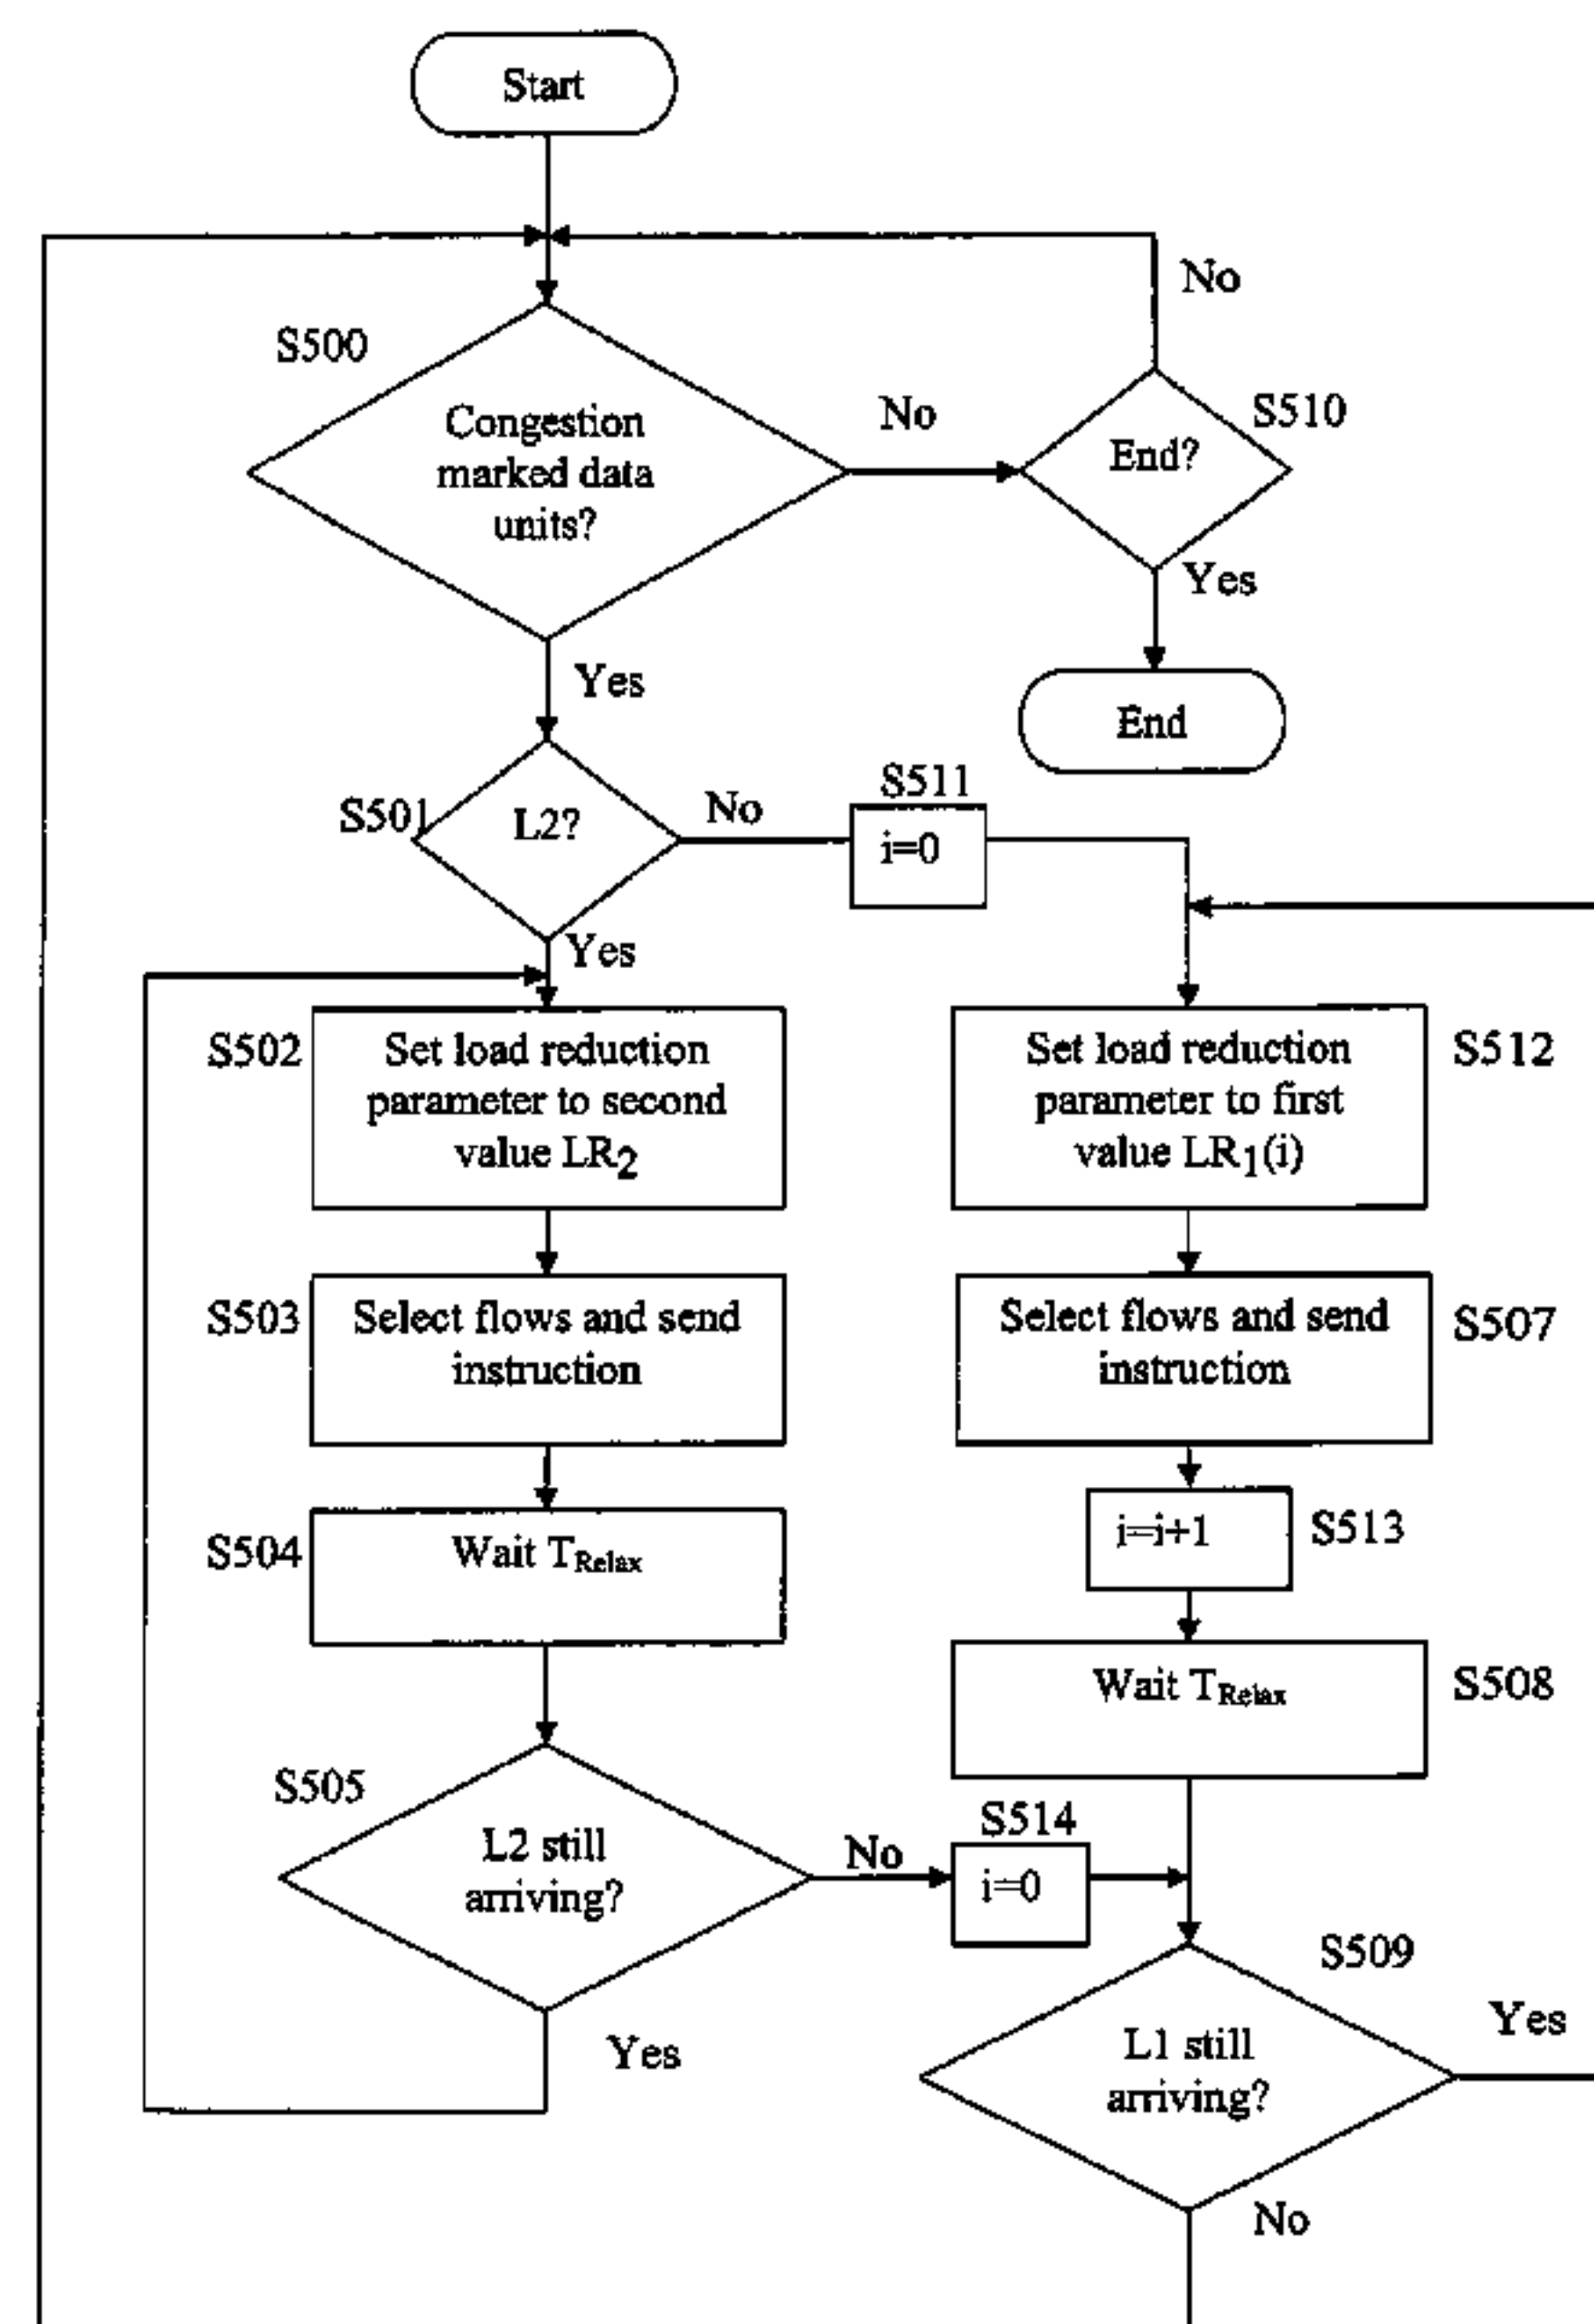 Start
No
S500
Congestion
marked data
units?
No
S510
End?
Yes
Yes
End
S501
L2?
No
S511
i=0
Yes
S502
Set load reduction
parameter to second
value LR2
Set load reduction
parameter to first
value LR1(i)
S512
S503
Select flows and send
instruction
Select flows and send
instruction
S507
i=i+1
S513
S504
Wait TRelax
Wait TRelax
S508
S505
L2 still
arriving?
No
S514
i=0
S509
Yes
L1 still
arriving?
Yes
No